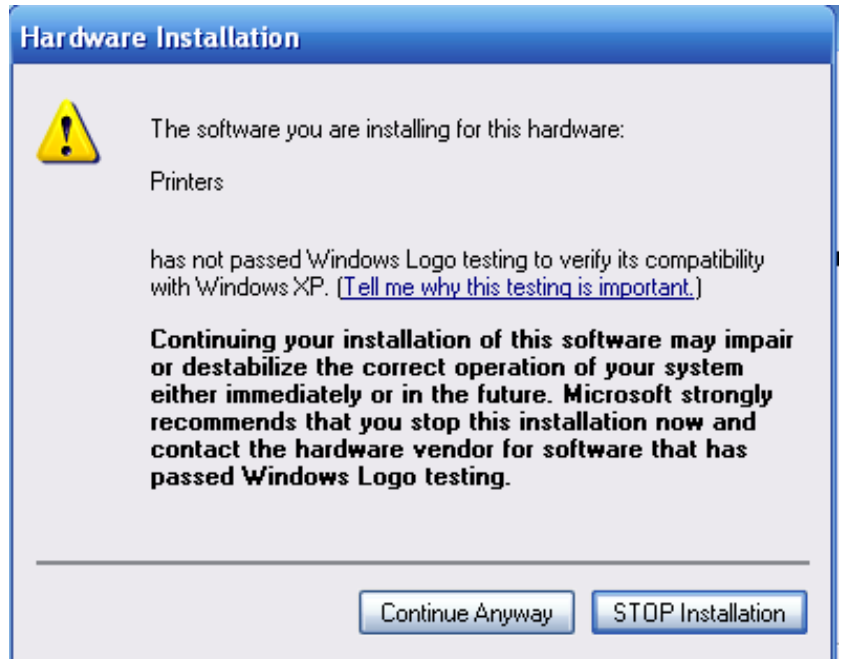 Hardware Installation
The software you are installing for this hardware:
Printers
has not passed Windows Logo testing to verify its compatibility
with Windows XP. (Tell me why this testing is important.)
Continuing your installation of this software may impair
or destabilize the correct operation of your system
either immediately or in the future. Microsoft strongly
recommends that you stop this installation now and
contact the hardware vendor for software that has
passed Windows Logo testing.
Continue Anyway
STOP Installation